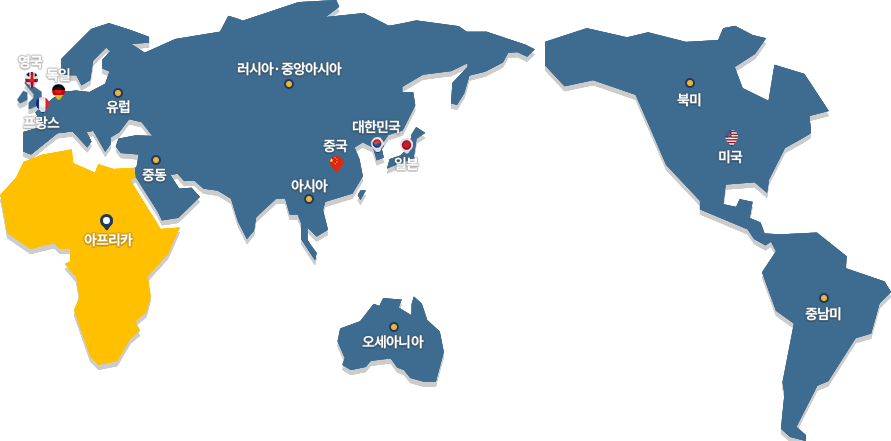 영국
독일
프랑스
유럽
러시아·중앙아시아
대한민국
중국
일본
중동
아시아
아프리카
오세아니아
북미
미국
중남미